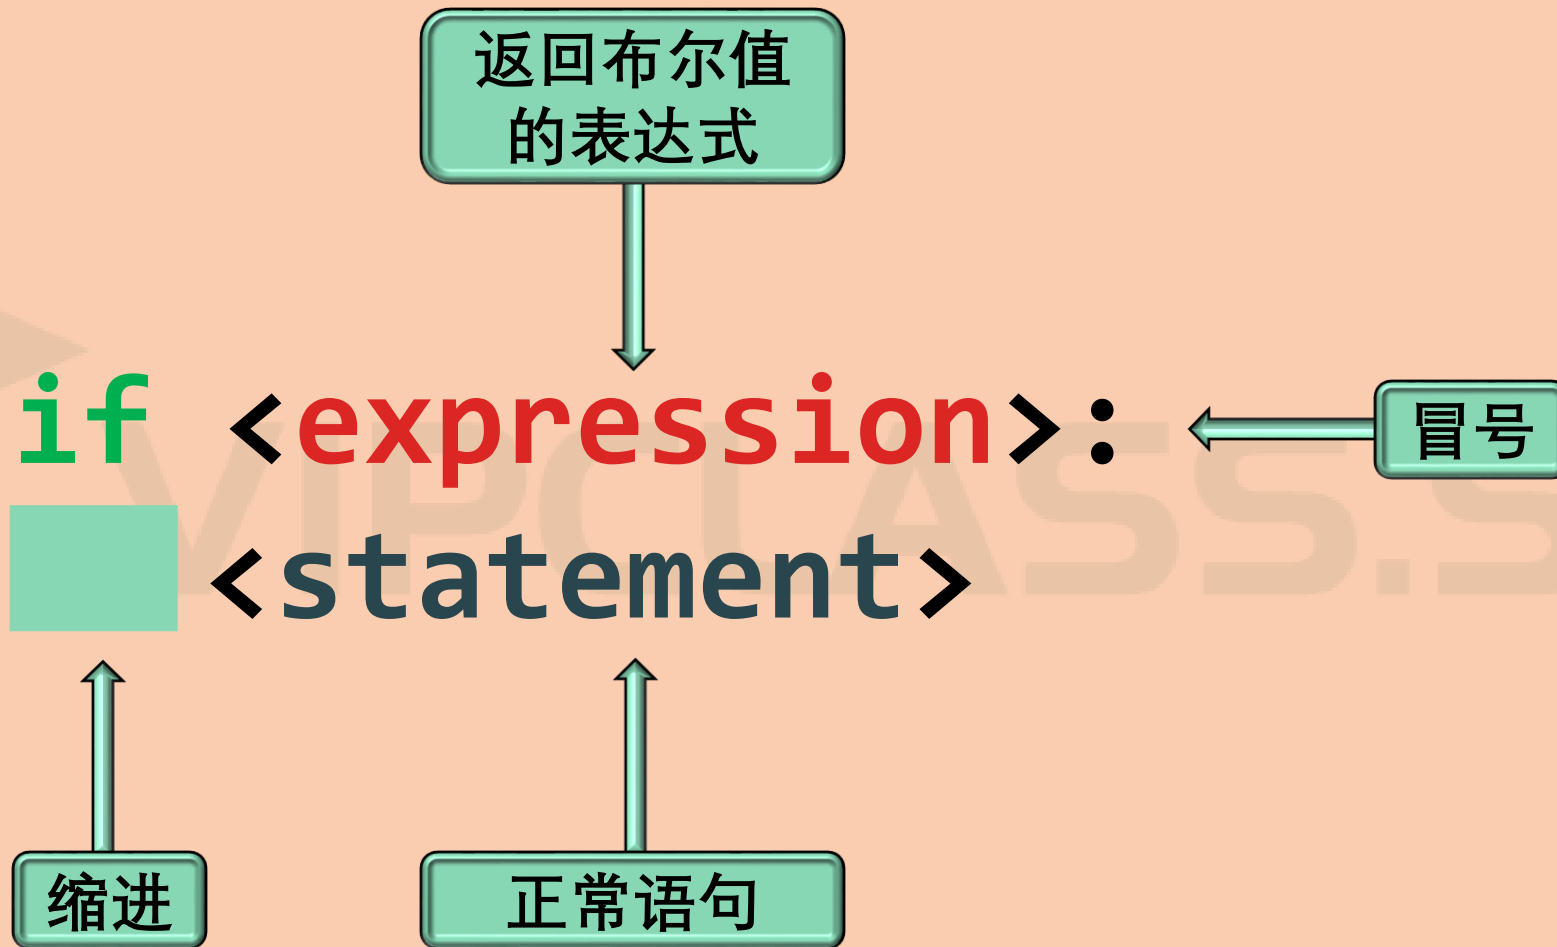 返回布尔值
的表达式
if <expression>:
冒号
<statement>
缩进
正常语句
VIPCLASS.S